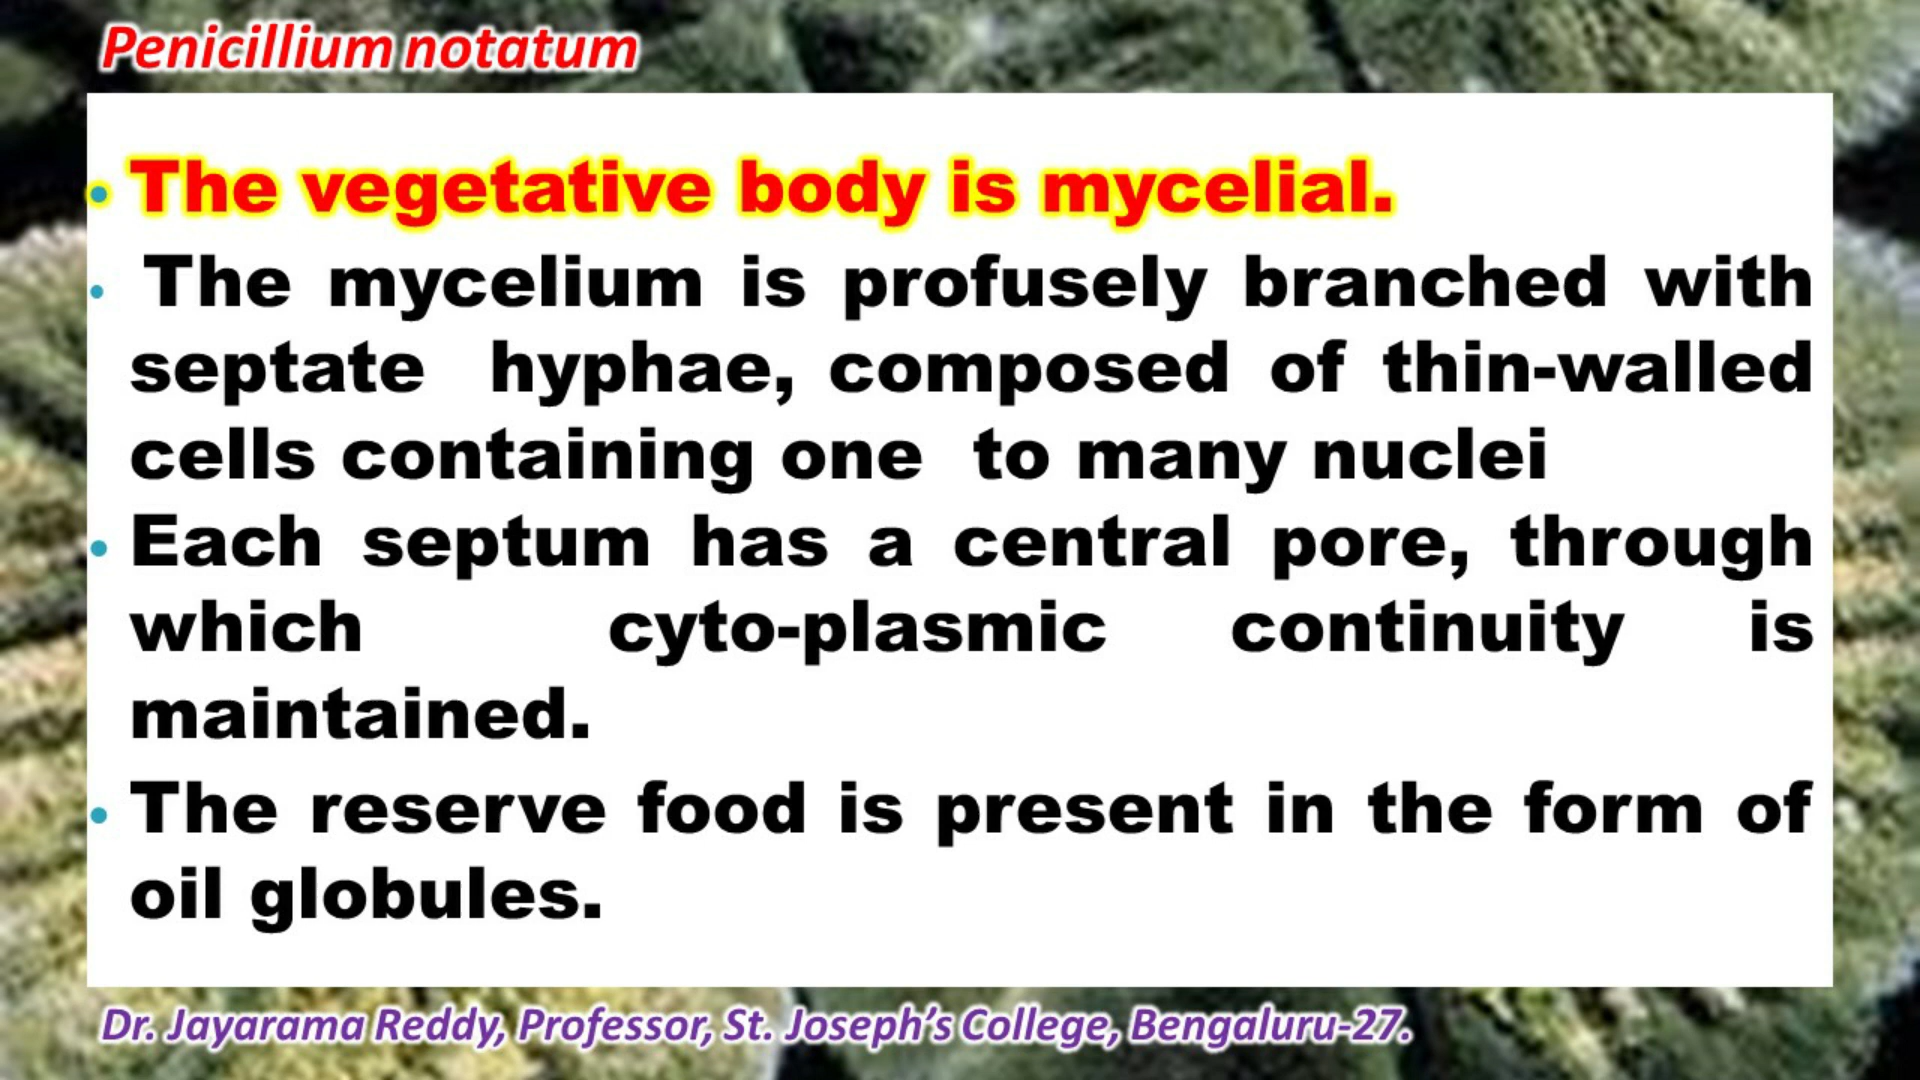 Penicillium notatum
• The vegetative body is mycelial.
• The mycelium is profusely branched with
septate hyphae, composed of thin-walled
cells containing one to many nuclei
• Each septum has a central pore, through
which cyto-plasmic continuity is
maintained.
• The reserve food is present in the form of
oil globules.
Dr. Jayarama Reddy, Professor, St. Joseph’s College, Bengaluru-27.